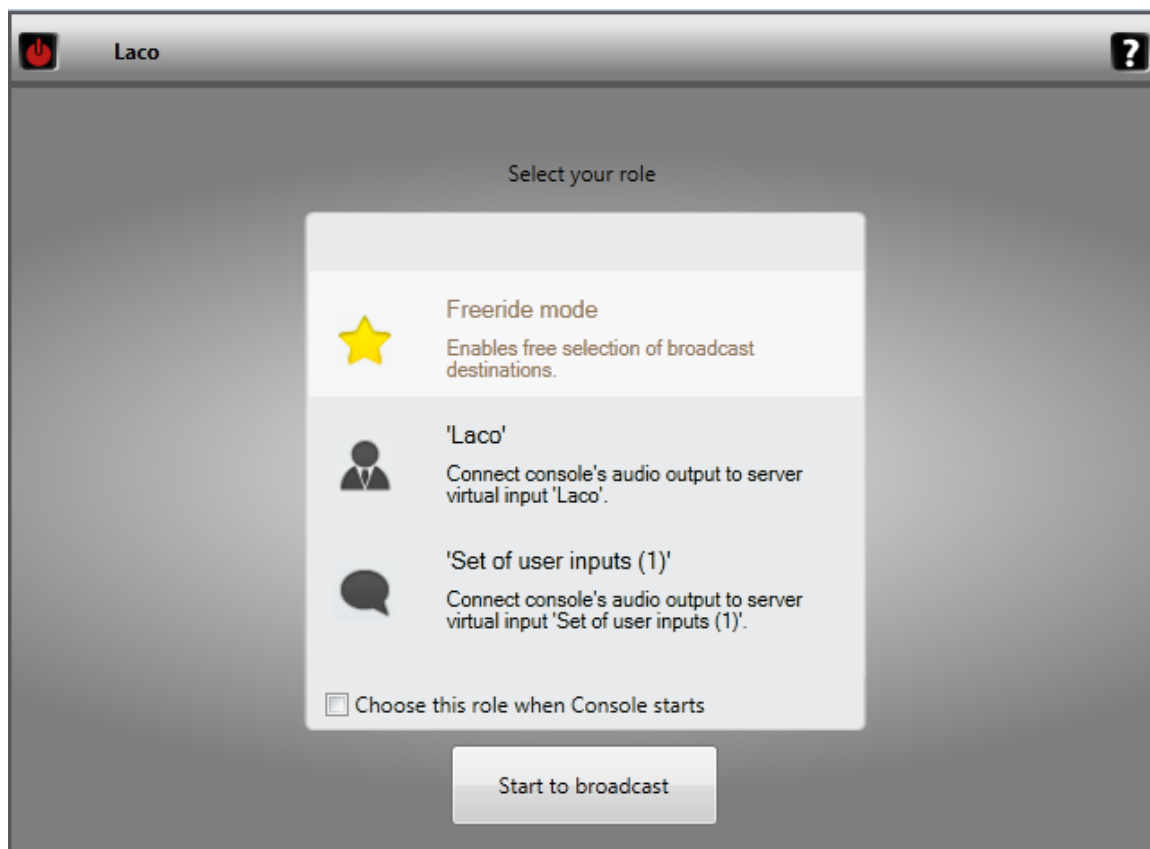 Laco
?
Select your role
Freeride mode
Enables free selection of broadcast
destinations.
'Laco'
Connect console's audio output to server
virtual input 'Laco'.
'Set of user inputs (1)'
Connect console's audio output to server
virtual input 'Set of user inputs (1)'.
Choose this role when Console starts
Start to broadcast